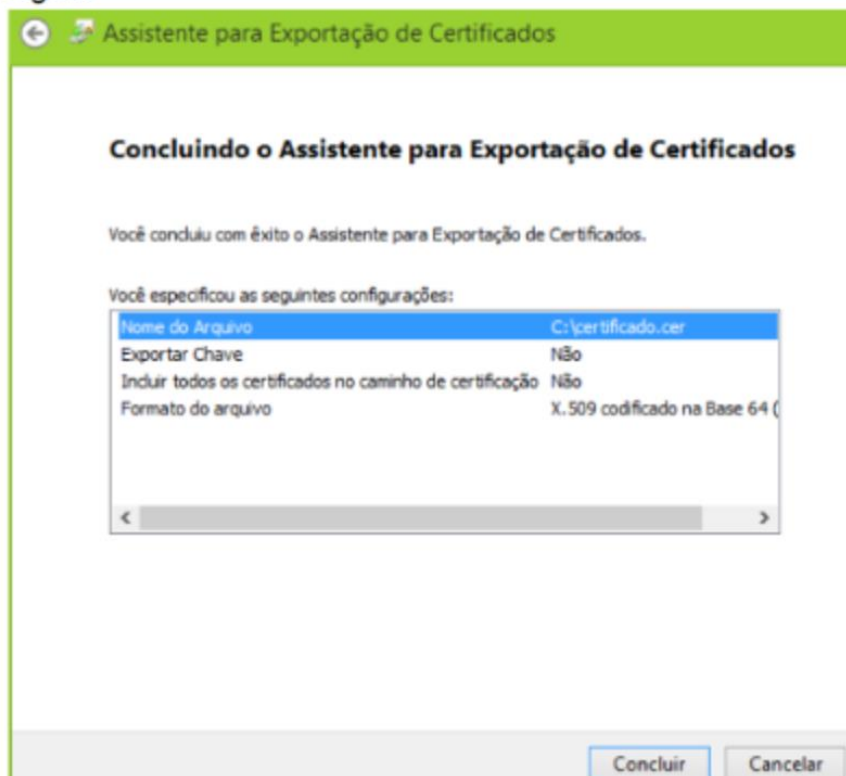 Assistente para Exportação de Certificados
Concluindo o Assistente para Exportação de Certificados
Você concluiu com êxito o Assistente para Exportação de Certificados.
Você especificou as seguintes configurações:
Nome do Arquivo C:\certificado.cer
Exportar Chave Não
Incluir todos os certificados no caminho de certificação Não
Formato do arquivo X.509 codificado na Base 64 (
Concluir Cancelar